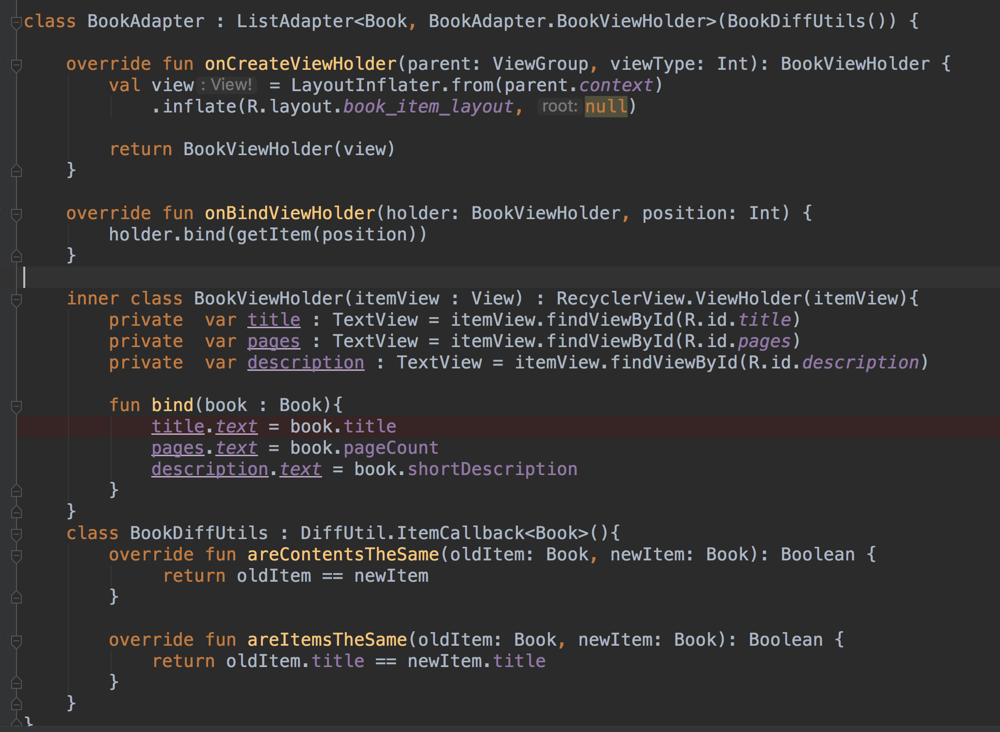 class BookAdapter : ListAdapter<Book, BookAdapter.BookViewHolder>(BookDiffUtils()) {
override fun onCreateViewHolder(parent: ViewGroup, viewType: Int): BookViewHolder {
val view : View! = LayoutInflater.from(parent.context)
.inflate(R.layout.book_item_layout, root: null)
return BookViewHolder(view)
}
override fun onBindViewHolder(holder: BookViewHolder, position: Int) {
holder.bind(getItem(position))
}
inner class BookViewHolder(itemView : View) : RecyclerView.ViewHolder(itemView){
private  var title : TextView = itemView.findViewById(R.id.title)
private  var pages : TextView = itemView.findViewById(R.id.pages)
private  var description : TextView = itemView.findViewById(R.id.description)
fun bind(book : Book){
title.text = book.title
pages.text = book.pageCount
description.text = book.shortDescription
}
}
class BookDiffUtils : DiffUtil.ItemCallback<Book>(){
override fun areContentsTheSame(oldItem: Book, newItem: Book): Boolean {
return oldItem == newItem
}
override fun areItemsTheSame(oldItem: Book, newItem: Book): Boolean {
return oldItem.title == newItem.title
}
}
}